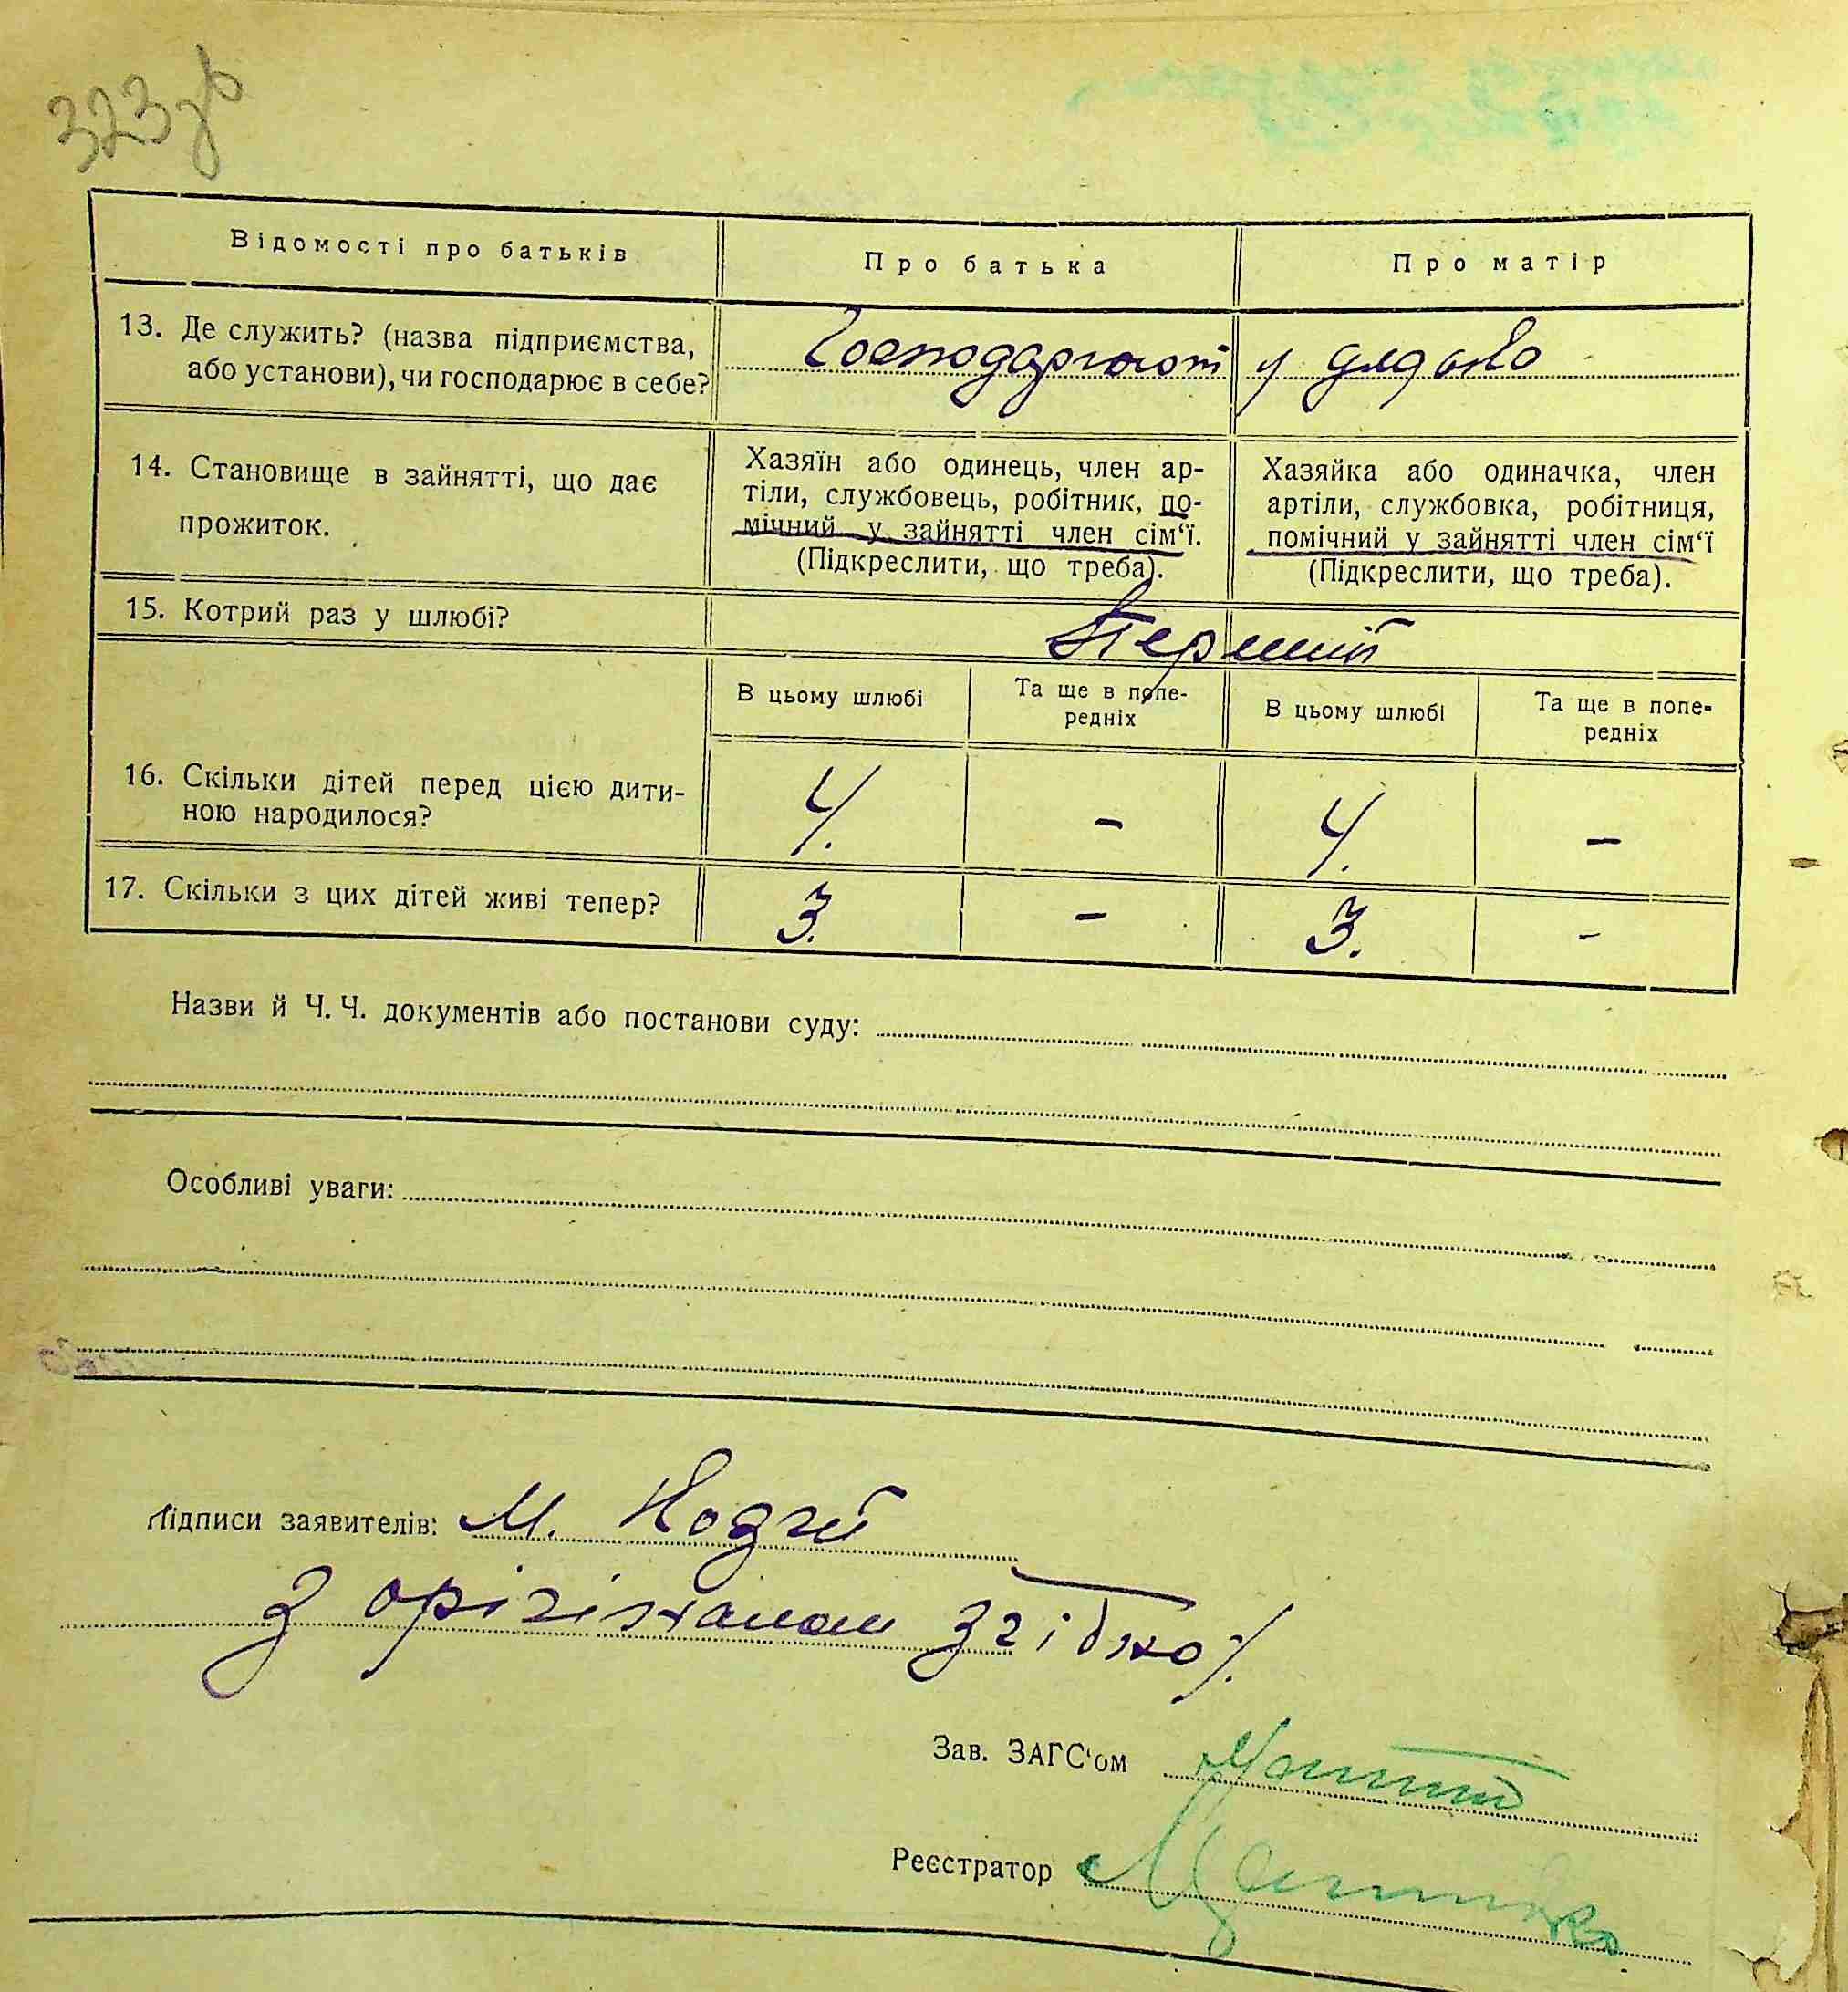 323зв
Відомості про батьків
Про батька
Про матір
13. Де служить? (назва підприємства,
або установи), чи господарює в себе?
Господарюют у дядька
14. Становище в зайнятті, що дає
прожиток.
Хазяїн або одинець, член ар-
тіли, службовець, робітник, по-
мічний у зайнятті член сім‘ї.
(Підкреслити, що треба).
Хазяйка або одиначка, член
артіли, службовка, робітниця,
помічний у зайнятті член сім‘ї
(Підкреслити, що треба).
15. Котрий раз у шлюбі?
Перший
В цьому шлюбі
Та ще в попе-
редніх
В цьому шлюбі
Та ще в попе-
редніх
16. Скільки дітей перед цією дити-
ною народилося?
4. – 4. –
17. Скільки з цих дітей живі тепер?
3. – 3. –
Назви й Ч. Ч. документів або постанови суду:
Особливі уваги:
Підписи заявителів: М.
З орігіналом згідно
Зав. ЗАГС‘ом
Реєстратор